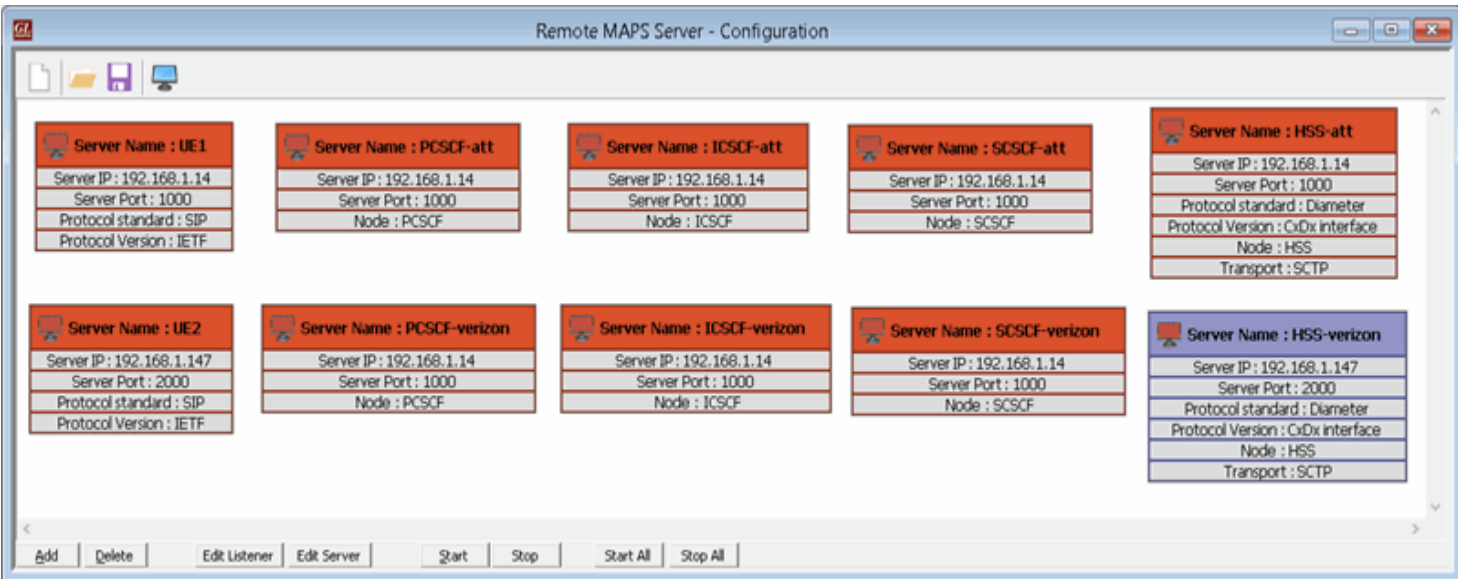 GL
Remote MAPS Server - Configuration
Server Name : UE1
Server IP : 192.168.1.14
Server Port : 1000
Protocol standard : SIP
Protocol Version : IETF
Server Name : PCSCF-att
Server IP : 192.168.1.14
Server Port : 1000
Node : PCSCF
Server Name : ICSCF-att
Server IP : 192.168.1.14
Server Port : 1000
Node : ICSCF
Server Name : SCSCF-att
Server IP : 192.168.1.14
Server Port : 1000
Node : SCSCF
Server Name : HSS-att
Server IP : 192.168.1.14
Server Port : 1000
Protocol standard : Diameter
Protocol Version : CxDx interface
Node : HSS
Transport : SCTP
Server Name : UE2
Server IP : 192.168.1.147
Server Port : 2000
Protocol standard : SIP
Protocol Version : IETF
Server Name : PCSCF-verizon
Server IP : 192.168.1.14
Server Port : 1000
Node : PCSCF
Server Name : ICSCF-verizon
Server IP : 192.168.1.14
Server Port : 1000
Node : ICSCF
Server Name : SCSCF-verizon
Server IP : 192.168.1.14
Server Port : 1000
Node : SCSCF
Server Name : HSS-verizon
Server IP : 192.168.1.147
Server Port : 2000
Protocol standard : Diameter
Protocol Version : CxDx interface
Node : HSS
Transport : SCTP
Add Delete Edit Listener Edit Server Start Stop Start All Stop All